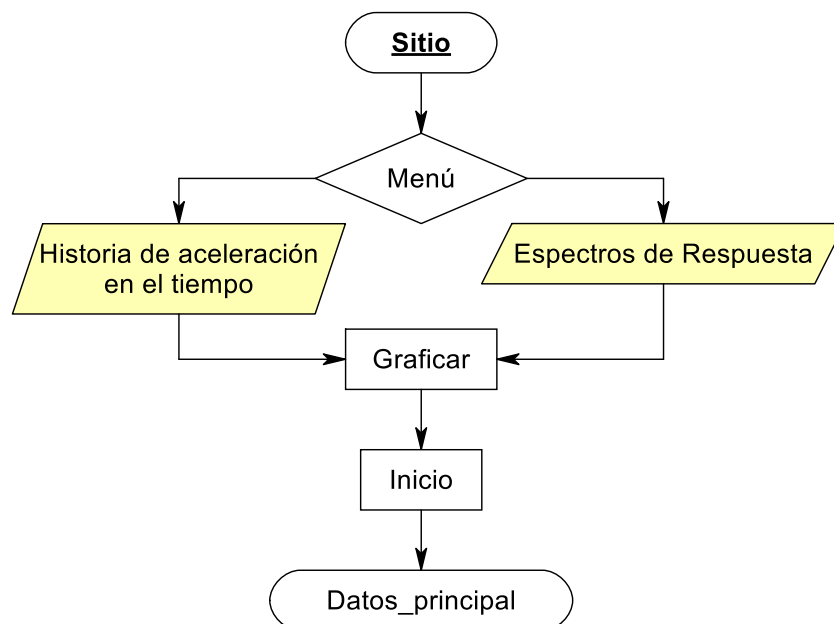 Sitio
Menú
Historia de aceleración
en el tiempo
Espectros de Respuesta
Graficar
Inicio
Datos_principal